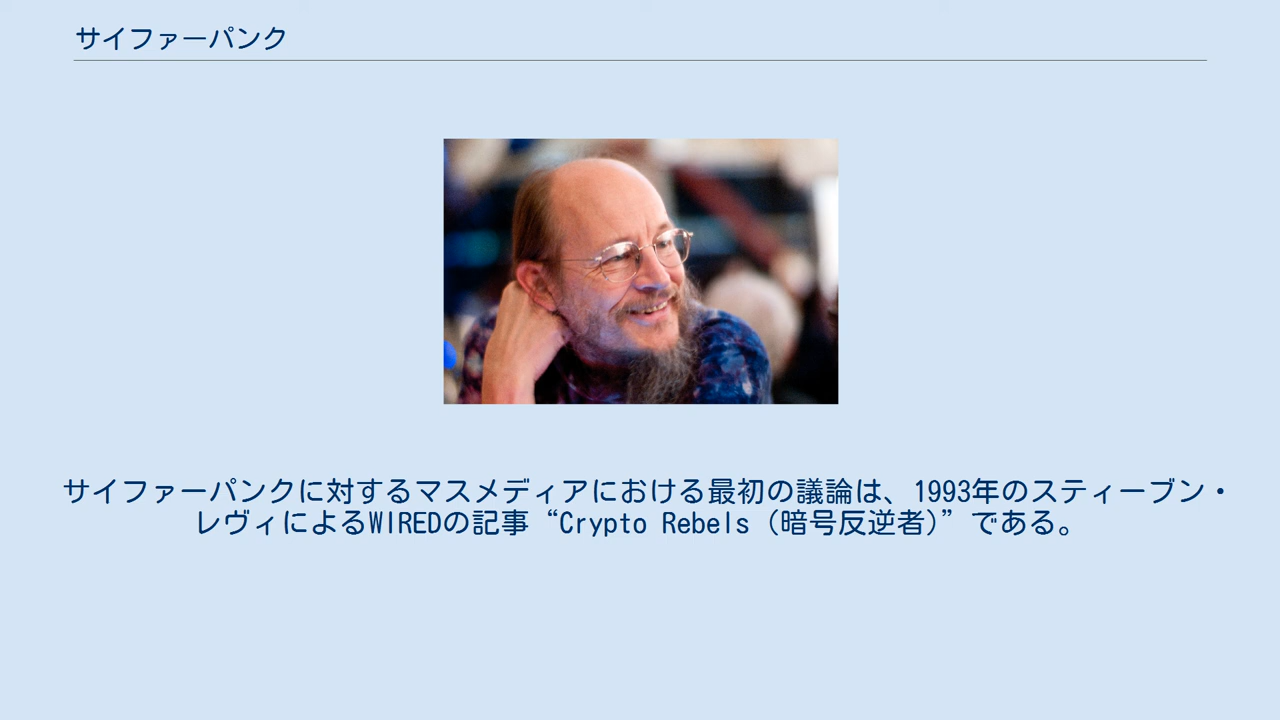 サイファーパンク
サイファーパンクに対するマスメディアにおける最初の議論は、1993年のスティーブン・
レヴィによるWIREDの記事“Crypto Rebels（暗号反逆者）”である。